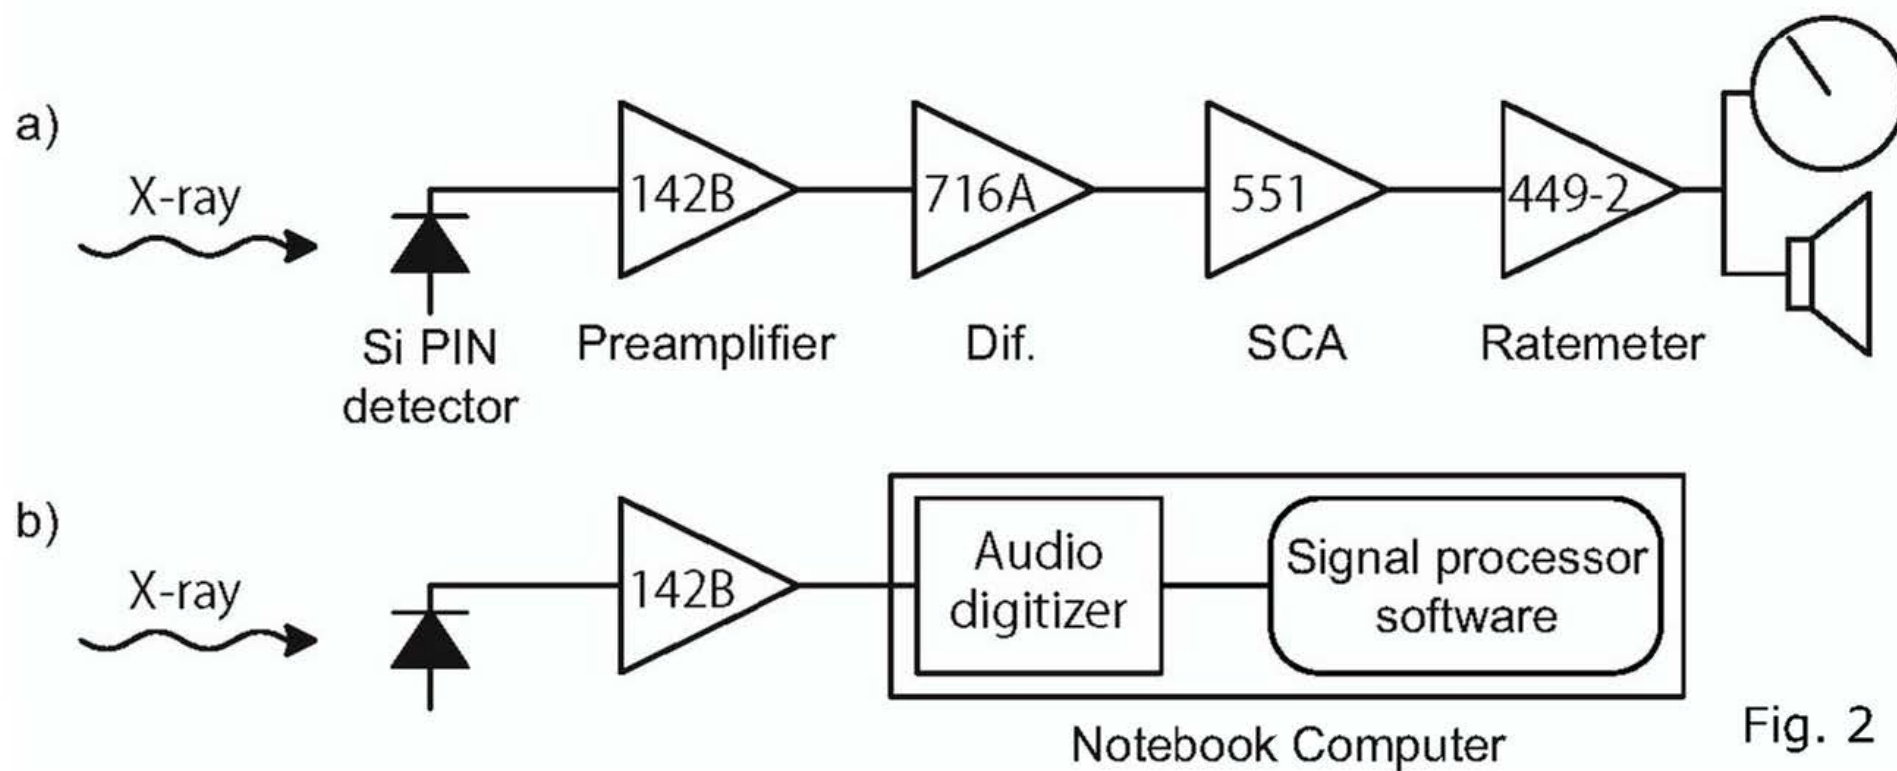 a)
X-ray
142B
716A
551
449-2
Si PIN
detector
Preamplifier
Dif.
SCA
Ratemeter
b)
X-ray
142B
Audio
digitizer
Signal processor
software
Notebook Computer
Fig. 2